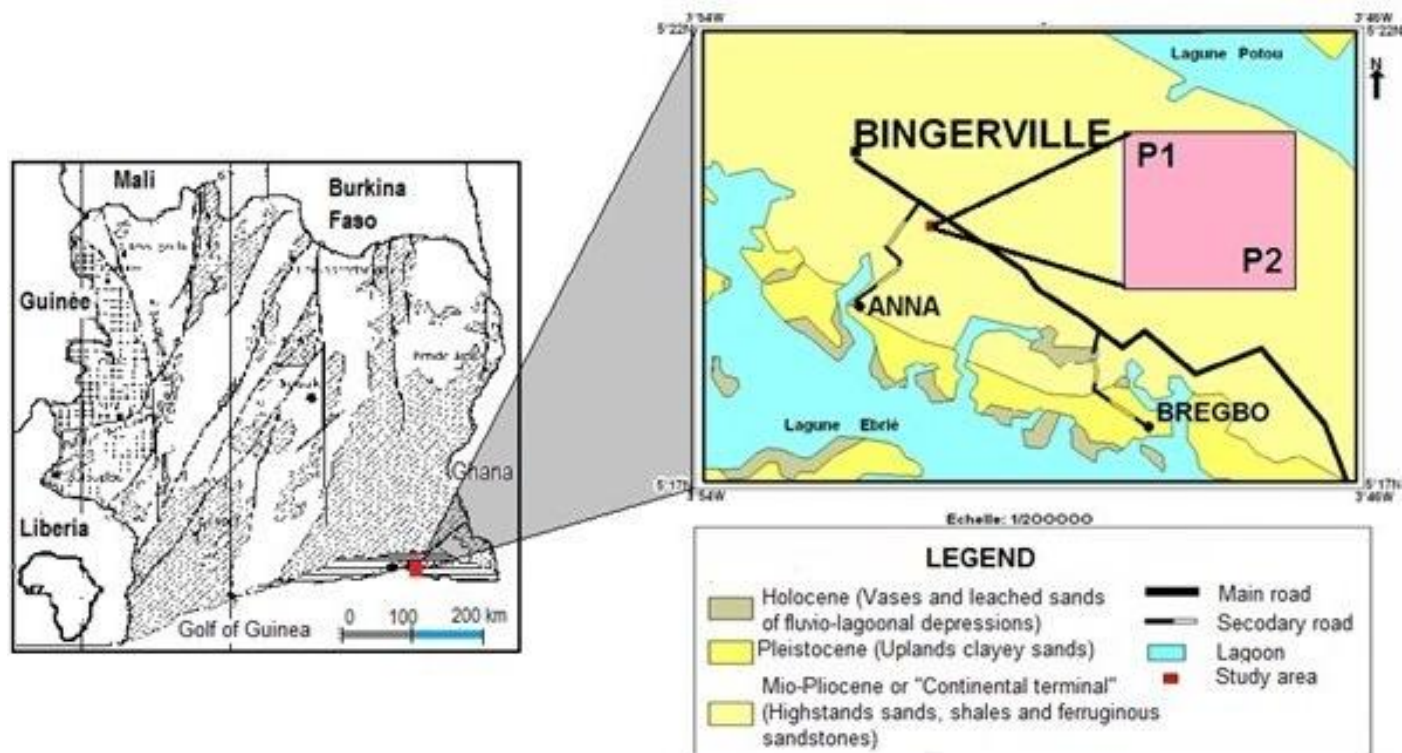 Mali
Burkina
Faso
Guinée
Ghana
Liberia
Golf of Guinea
0 100 200 km
3°54W
3°46W
5°22N
5°22N
Lagune Potou
N
BINGERVILLE
P1
P2
ANNA
BREGBO
Lagune Ebrié
5°17h
5°17h
3°54W
3°46W
Echelle: 1/200000
LEGEND
Holocene (Vases and leached sands
of fluvio-lagoonal depressions)
Pleistocene (Uplands clayey sands)
Mio-Pliocene or "Continental terminal"
(Highstands sands, shales and ferruginous
sandstones)
Main road
Secodary road
Lagoon
Study area